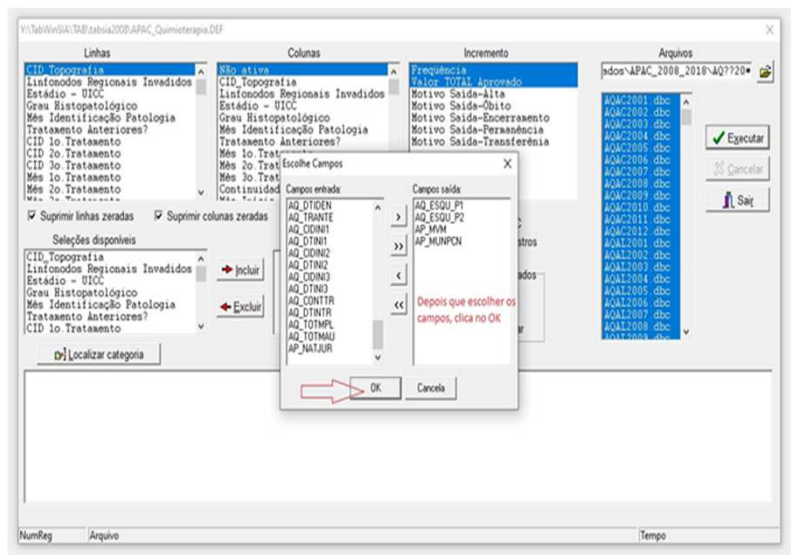 Y:\TabWinSIA\TAB\tabsia2008\APAC_Quimioterapia.DEF
Linhas
CID_Topografia
Linfonodos Regionais Invadidos
Estádio - UICC
Grau Histopatológico
Mês Identificação Patologia
Tratamento Anteriores?
CID 1o.Tratamento
CID 2o.Tratamento
CID 3o.Tratamento
Mês 1o.Tratamento
Mês 2o.Tratamento
Colunas
Não ativa
CID_Topografia
Linfonodos Regionais Invadidos
Estádio - UICC
Grau Histopatológico
Mês Identificação Patologia
Tratamento Anteriores?
Mês 1o.Trat
Mês 2o.Trat
Mês 3o.Trat
Continuidad
Incremento
Freqüência
Valor TOTAL Aprovado
Motivo Saída-Alta
Motivo Saída-Óbito
Motivo Saída-Encerramento
Motivo Saída-Permanência
Motivo Saída-Transferênia
Arquivos
ados\APAC_2008_2018\AQ??20*
AQAC2001.dbc
AQAC2002.dbc
AQAC2003.dbc
AQAC2004.dbc
AQAC2005.dbc
AQAC2006.dbc
AQAC2007.dbc
AQAC2008.dbc
AQAC2009.dbc
AQAC2010.dbc
AQAC2011.dbc
AQAC2012.dbc
AQAL2001.dbc
AQAL2002.dbc
AQAL2003.dbc
AQAL2004.dbc
AQAL2005.dbc
AQAL2006.dbc
AQAL2007.dbc
AQAL2008.dbc
AQAL2009.dbc
Executar
Cancelar
Sair
Suprimir linhas zeradas
Suprimir colunas zeradas
Seleções disponíveis
CID_Topografia
Linfonodos Regionais Invadidos
Estádio - UICC
Grau Histopatológico
Mês Identificação Patologia
Tratamento Anteriores?
CID 1o.Tratamento
Incluir
Excluir
Localizar categoria
Escolhe Campos
Campos entrada:
AQ_DTIDEN
AQ_TRANTE
AQ_CIDINI1
AQ_DTINI1
AQ_CIDINI2
AQ_DTINI2
AQ_CIDINI3
AQ_DTINI3
AQ_CONTTR
AQ_DTINTR
AQ_TOTMPL
AQ_TOTMAU
AP_NATJUR
>
>>
<
<<
Campos saída:
AQ_ESQU_P1
AQ_ESQU_P2
AP_MVM
AP_MUNPCN
Depois que escolher os
campos, clica no OK
OK
Cancela
stros
ados
ar
NumReg
Arquivo
Tempo